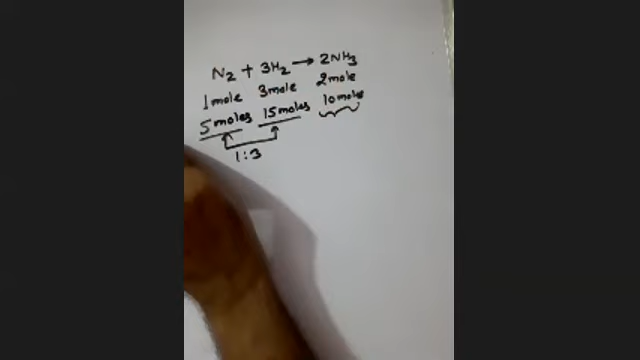 N₂ + 3H₂ → 2NH₃
1mole 3mole 2mole
5moles 15moles 10moles
1:3